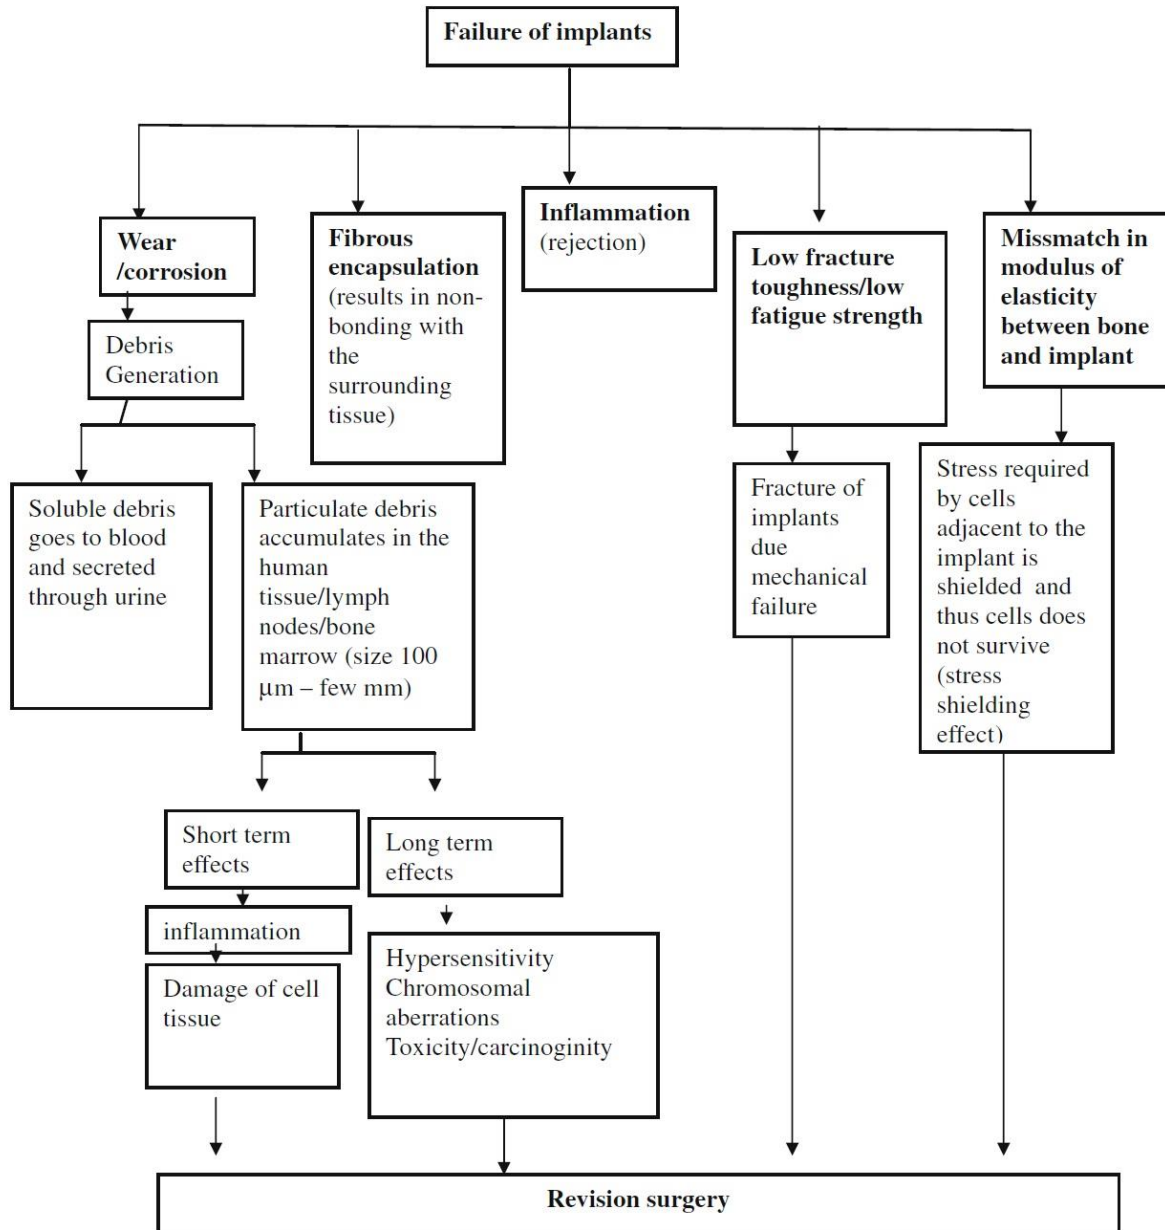 Failure of implants
Wear
/corrosion
Fibrous
encapsulation
(results in non-
bonding with
the
surrounding
tissue)
Inflammation
(rejection)
Low fracture
toughness/low
fatigue strength
Missmatch in
modulus of
elasticity
between bone
and implant
Debris
Generation
Soluble debris
goes to blood
and secreted
through urine
Particulate debris
accumulates in the
human
tissue/lymph
nodes/bone
marrow (size 100
μm – few mm)
Fracture of
implants
due
mechanical
failure
Stress required
by cells
adjacent to the
implant is
shielded and
thus cells does
not survive
(stress
shielding
effect)
Short term
effects
Long term
effects
inflammation
Damage of cell
tissue
Hypersensitivity
Chromosomal
aberrations
Toxicity/carcinoginity
Revision surgery